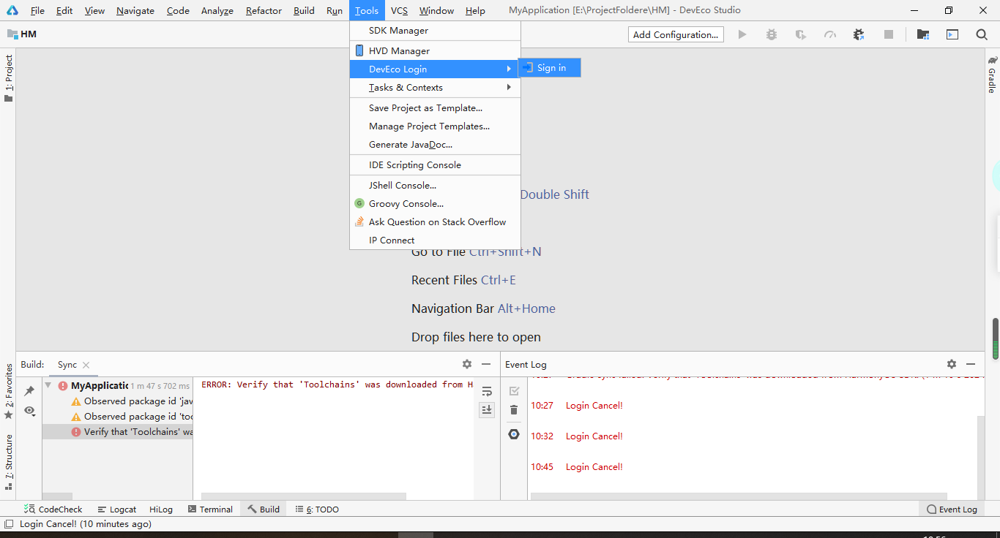 File Edit View Navigate Code Analyze Refactor Build Run Tools VCS Window Help MyApplication [E:\ProjectFoldere\HM] - DevEco Studio
HM
Add Configuration...
SDK Manager
HVD Manager
DevEco Login
Sign in
Tasks & Contexts
Save Project as Template...
Manage Project Templates...
Generate JavaDoc...
IDE Scripting Console
JShell Console...
G Groovy Console...
Ask Question on Stack Overflow
IP Connect
1: Project
Gradle
Double Shift
Go to File Ctrl+Shift+N
Recent Files Ctrl+E
Navigation Bar Alt+Home
Drop files here to open
2: Favorites
7: Structure
Build: Sync
MyApplicatic 1 m 47 s 702 ms
Observed package id 'jav
Observed package id 'toc
Verify that 'Toolchains' wa
ERROR: Verify that 'Toolchains' was downloaded from H
Event Log
10:27 Login Cancel!
10:32 Login Cancel!
10:45 Login Cancel!
CodeCheck Logcat HiLog Terminal Build 6: TODO Event Log
Login Cancel! (10 minutes ago)